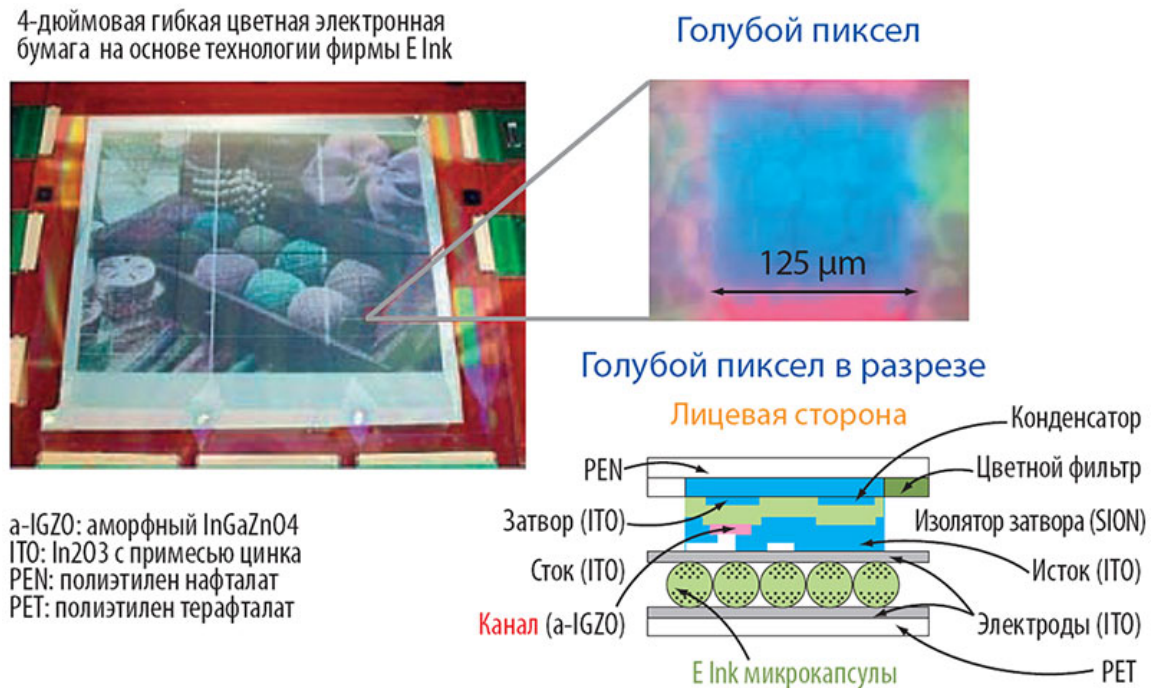 4-дюймовая гибкая цветная электронная
бумага на основе технологии фирмы E Ink
Голубой пиксел
125 μm
Голубой пиксел в разрезе
Лицевая сторона
Конденсатор
PEN
Цветной фильтр
Затвор (ITO)
Изолятор затвора (SION)
Сток (ITO)
Исток (ITO)
Канал (a-IGZO)
Электроды (ITO)
E Ink микрокапсулы
PET
a-IGZO: аморфный InGaZnO4
ITO: In2O3 с примесью цинка
PEN: полиэтилен нафталат
PET: полиэтилен терафталат